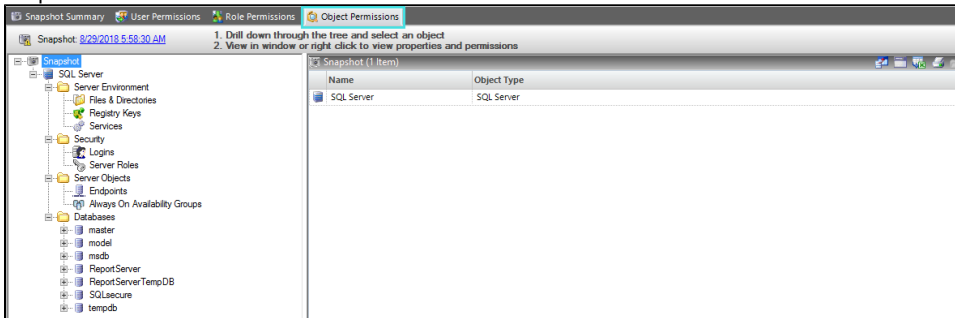 Snapshot Summary User Permissions Role Permissions Object Permissions
Snapshot: 8/29/2018 5:58:30 AM
1. Drill down through the tree and select an object
2. View in window or right click to view properties and permissions
Snapshot
SQL Server
Server Environment
Files & Directories
Registry Keys
Services
Security
Logins
Server Roles
Server Objects
Endpoints
Always On Availability Groups
Databases
master
model
msdb
ReportServer
ReportServerTempDB
SQLsecure
tempdb
Snapshot (1 Item)
Name Object Type
SQL Server SQL Server